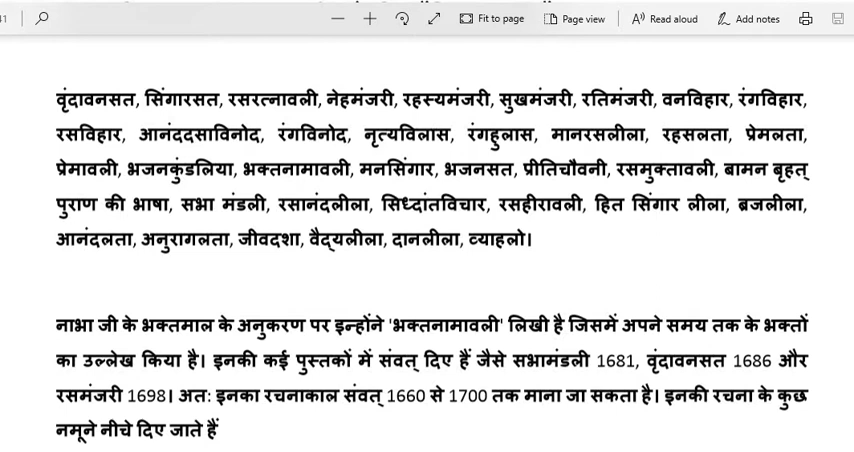 41 Fit to page Page view Read aloud Add notes
वृंदावनसत, सिंगारसत, रसरत्नावली, नेहमंजरी, रहस्यमंजरी, सुखमंजरी, रतिमंजरी, वनविहार, रंगविहार,
रसविहार, आनंददसाविनोद, रंगविनोद, नृत्यविलास, रंगहुलास, मानरसलीला, रहसलता, प्रेमलता,
प्रेमावली, भजनकुंडलिया, भक्तनामावली, मनसिंगार, भजनसत, प्रीतिचौवनी, रसमुक्तावली, बामन बृहत्
पुराण की भाषा, सभा मंडली, रसानंदलीला, सिध्दांतविचार, रसहीरावली, हित सिंगार लीला, ब्रजलीला,
आनंदलता, अनुरागलता, जीवदशा, वैद्यलीला, दानलीला, व्याहलो।
नाभा जी के भक्तमाल के अनुकरण पर इन्होंने 'भक्तनामावली' लिखी है जिसमें अपने समय तक के भक्तों
का उल्लेख किया है। इनकी कई पुस्तकों में संवत् दिए हैं जैसे सभामंडली 1681, वृंदावनसत 1686 और
रसमंजरी 1698। अत: इनका रचनाकाल संवत् 1660 से 1700 तक माना जा सकता है। इनकी रचना के कुछ
नमूने नीचे दिए जाते हैं